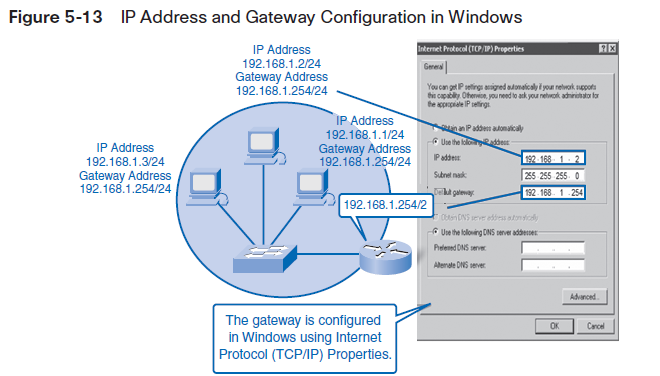 Figure 5-13 IP Address and Gateway Configuration in Windows
IP Address
192.168.1.2/24
Gateway Address
192.168.1.254/24
IP Address
192.168.1.1/24
Gateway Address
192.168.1.254/24
IP Address
192.168.1.3/24
Gateway Address
192.168.1.254/24
192.168.1.254/2
The gateway is configured
in Windows using Internet
Protocol (TCP/IP) Properties.
Internet Protocol (TCP/IP) Properties
General
You can get IP settings assigned automatically if your network supports
this capability. Otherwise, you need to ask your network administrator for
the appropriate IP settings.
Obtain an IP address automatically
Use the following IP address:
IP address: 192 . 168 . 1 . 2
Subnet mask: 255 . 255 . 255 . 0
Default gateway: 192 . 168 . 1 . 254
Obtain DNS server address automatically
Use the following DNS server addresses:
Preferred DNS server:
Alternate DNS server:
Advanced...
OK Cancel